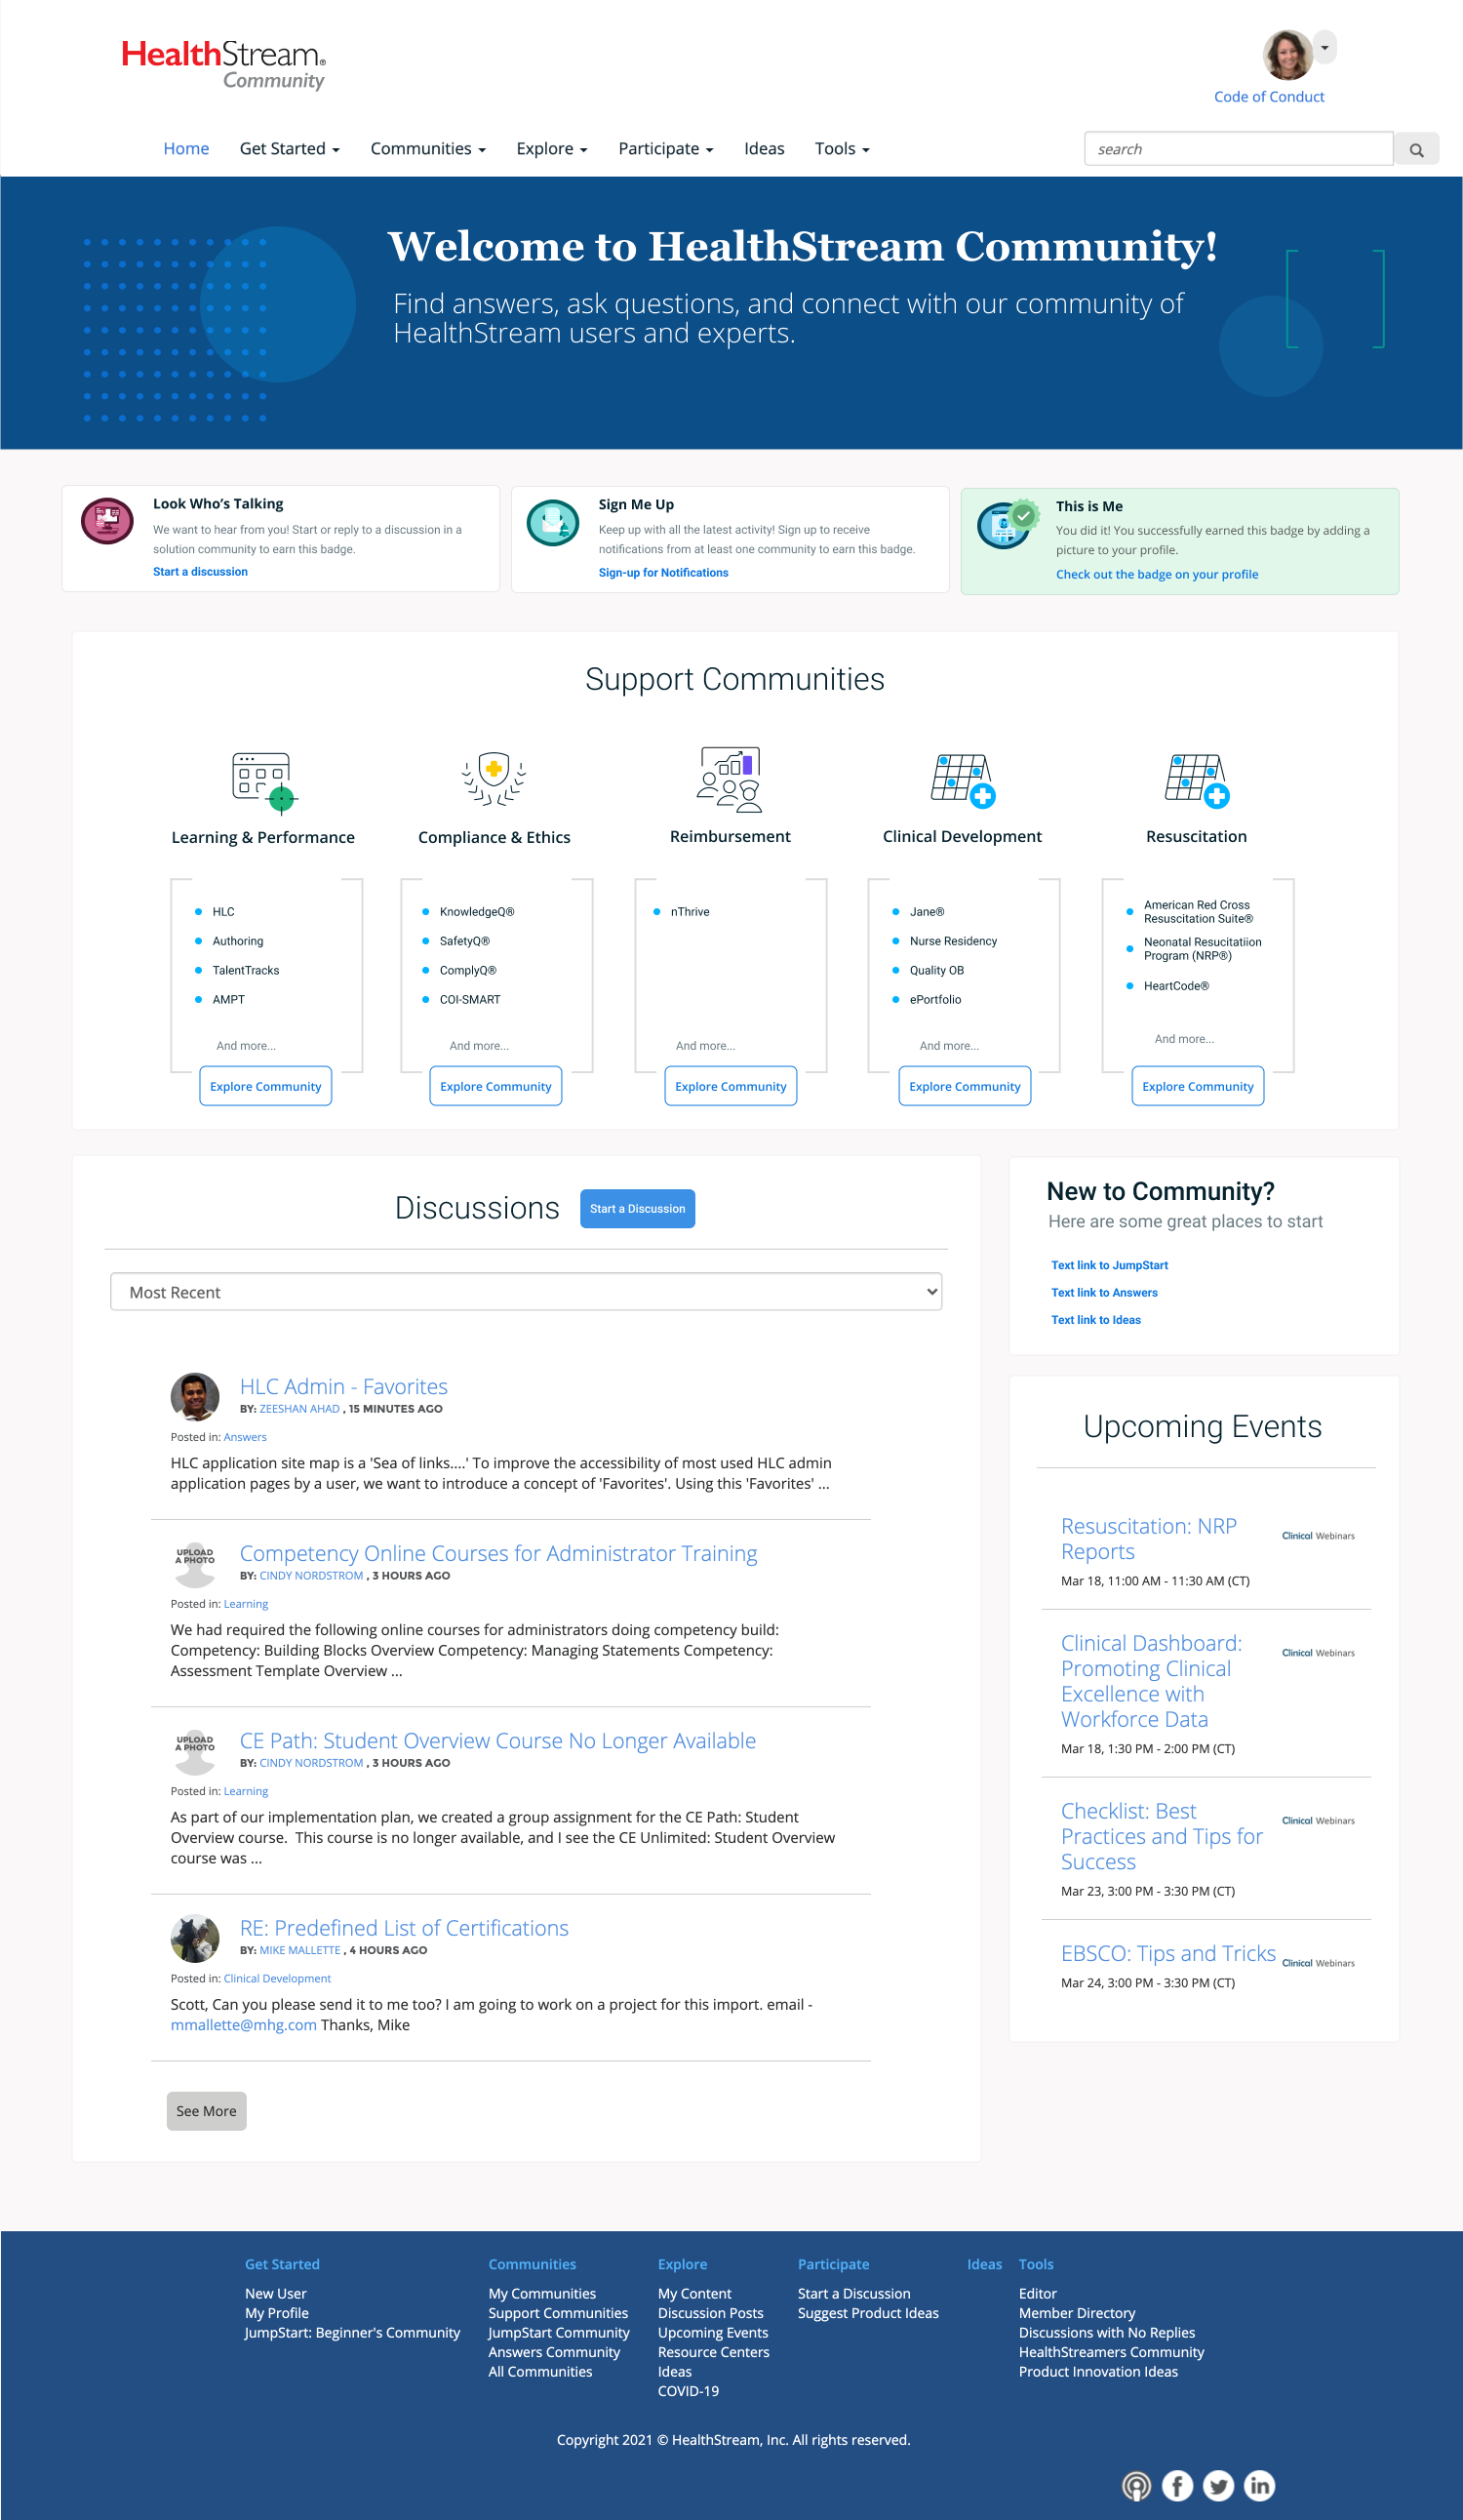 HealthStream®
Community
Code of Conduct
Home Get Started Communities Explore Participate Ideas Tools
search
Welcome to HealthStream Community!
Find answers, ask questions, and connect with our community of
HealthStream users and experts.
Look Who's Talking
We want to hear from you! Start or reply to a discussion in a
solution community to earn this badge.
Start a discussion
Sign Me Up
Keep up with all the latest activity! Sign up to receive
notifications from at least one community to earn this badge.
Sign-up for Notifications
This is Me
You did it! You successfully earned this badge by adding a
picture to your profile.
Check out the badge on your profile
Support Communities
Learning & Performance
HLC
Authoring
TalentTracks
AMPT
And more...
Explore Community
Compliance & Ethics
KnowledgeQ®
SafetyQ®
ComplyQ®
COI-SMART
And more...
Explore Community
Reimbursement
nThrive
And more...
Explore Community
Clinical Development
Jane®
Nurse Residency
Quality OB
ePortfolio
And more...
Explore Community
Resuscitation
American Red Cross
Resuscitation Suite®
Neonatal Resucitatiion
Program (NRP®)
HeartCode®
And more...
Explore Community
Discussions
Start a Discussion
Most Recent
HLC Admin - Favorites
BY: ZEESHAN AHAD , 15 MINUTES AGO
Posted in: Answers
HLC application site map is a 'Sea of links....' To improve the accessibility of most used HLC admin
application pages by a user, we want to introduce a concept of 'Favorites'. Using this 'Favorites' ...
UPLOAD
A PHOTO
Competency Online Courses for Administrator Training
BY: CINDY NORDSTROM , 3 HOURS AGO
Posted in: Learning
We had required the following online courses for administrators doing competency build:
Competency: Building Blocks Overview Competency: Managing Statements Competency:
Assessment Template Overview ...
UPLOAD
A PHOTO
CE Path: Student Overview Course No Longer Available
BY: CINDY NORDSTROM , 3 HOURS AGO
Posted in: Learning
As part of our implementation plan, we created a group assignment for the CE Path: Student
Overview course.  This course is no longer available, and I see the CE Unlimited: Student Overview
course was ...
RE: Predefined List of Certifications
BY: MIKE MALLETTE , 4 HOURS AGO
Posted in: Clinical Development
Scott, Can you please send it to me too? I am going to work on a project for this import. email -
mmallette@mhg.com Thanks, Mike
See More
New to Community?
Here are some great places to start
Text link to JumpStart
Text link to Answers
Text link to Ideas
Upcoming Events
Resuscitation: NRP
Reports
Clinical Webinars
Mar 18, 11:00 AM - 11:30 AM (CT)
Clinical Dashboard:
Promoting Clinical
Excellence with
Workforce Data
Clinical Webinars
Mar 18, 1:30 PM - 2:00 PM (CT)
Checklist: Best
Practices and Tips for
Success
Clinical Webinars
Mar 23, 3:00 PM - 3:30 PM (CT)
EBSCO: Tips and Tricks
Clinical Webinars
Mar 24, 3:00 PM - 3:30 PM (CT)
Get Started
New User
My Profile
JumpStart: Beginner's Community
Communities
My Communities
Support Communities
JumpStart Community
Answers Community
All Communities
Explore
My Content
Discussion Posts
Upcoming Events
Resource Centers
Ideas
COVID-19
Participate
Start a Discussion
Suggest Product Ideas
Ideas
Tools
Editor
Member Directory
Discussions with No Replies
HealthStreamers Community
Product Innovation Ideas
Copyright 2021 © HealthStream, Inc. All rights reserved.